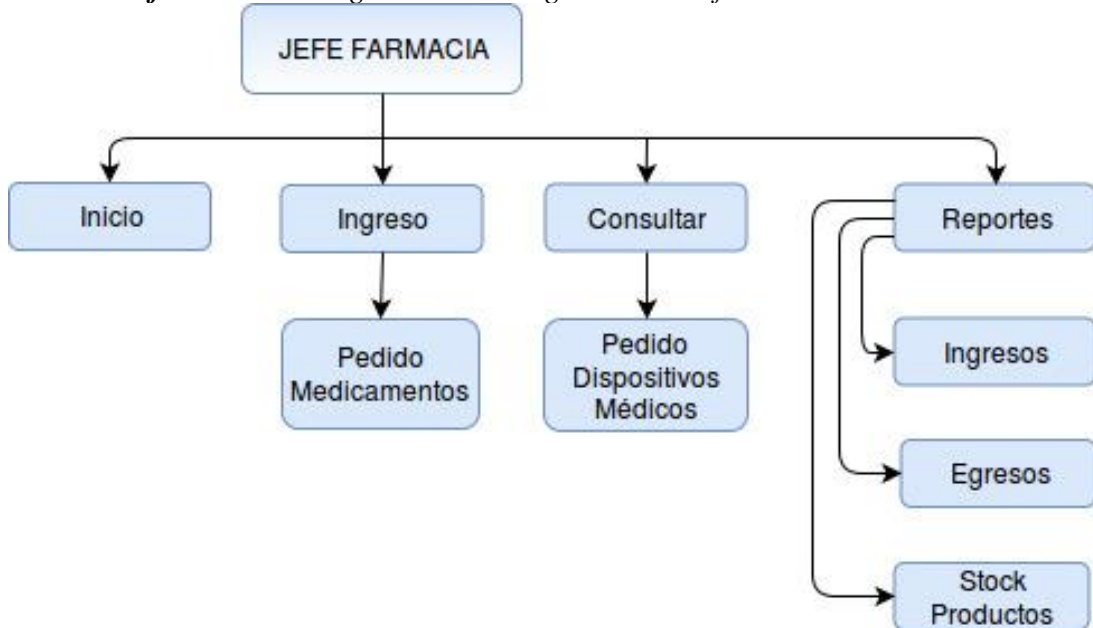 JEFE FARMACIA
Inicio
Ingreso
Consultar
Reportes
Pedido
Medicamentos
Pedido
Dispositivos
Médicos
Ingresos
Egresos
Stock
Productos